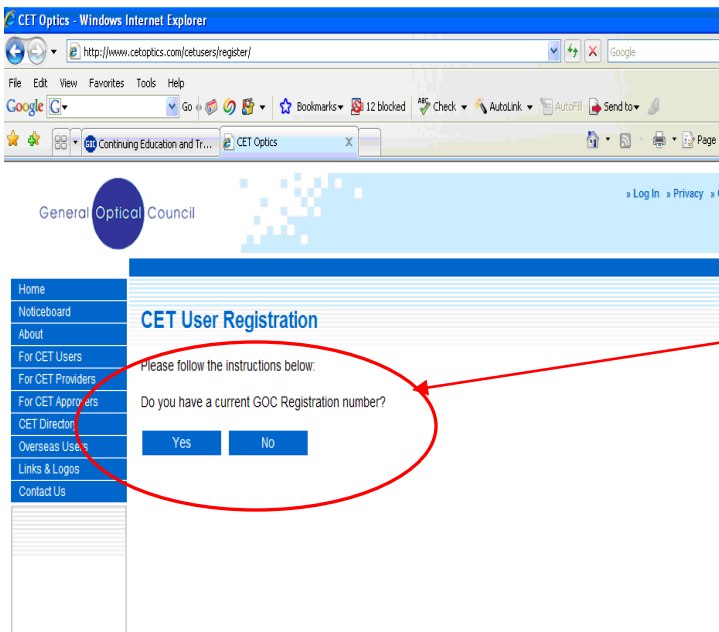 CET Optics - Windows Internet Explorer
http://www.cetoptics.com/cetusers/register/
Google
File Edit View Favorites Tools Help
Google G Go Bookmarks 12 blocked ABC Check AutoLink AutoFill Send to
Continuing Education and Tr... CET Optics X Page
General Optical Council
» Log In » Privacy »
Home
Noticeboard
About
For CET Users
For CET Providers
For CET Approvers
CET Directory
Overseas Users
Links & Logos
Contact Us
CET User Registration
Please follow the instructions below:
Do you have a current GOC Registration number?
Yes No